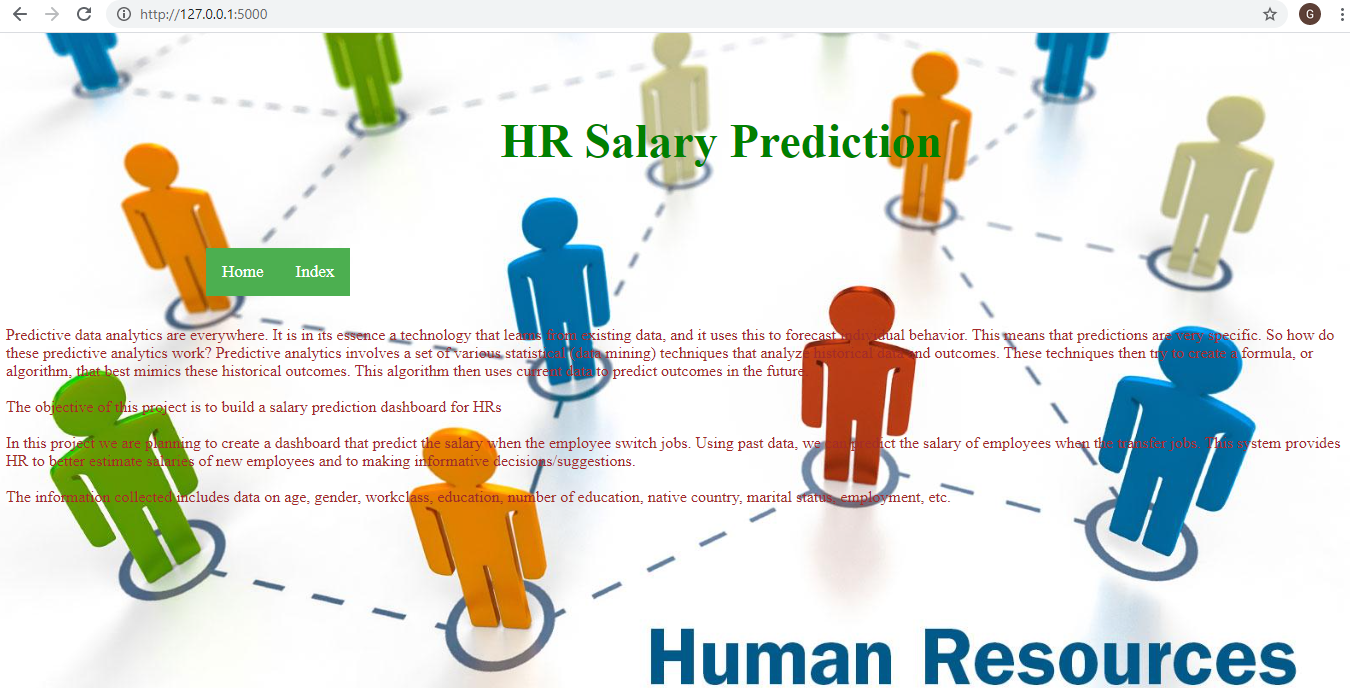 http://127.0.0.1:5000
G
HR Salary Prediction
Home Index
Predictive data analytics are everywhere. It is in its essence a technology that learns from existing data, and it uses this to forecast individual behavior. This means that predictions are very specific. So how do
these predictive analytics work? Predictive analytics involves a set of various statistical (data mining) techniques that analyze historical data and outcomes. These techniques then try to create a formula, or
algorithm, that best mimics these historical outcomes. This algorithm then uses current data to predict outcomes in the future.
The objective of this project is to build a salary prediction dashboard for HRs
In this project we are planning to create a dashboard that predict the salary when the employee switch jobs. Using past data, we can predict the salary of employees when the transfer jobs. This system provides
HR to better estimate salaries of new employees and to making informative decisions/suggestions.
The information collected includes data on age, gender, workclass, education, number of education, native country, marital status, employment, etc.
Human Resources